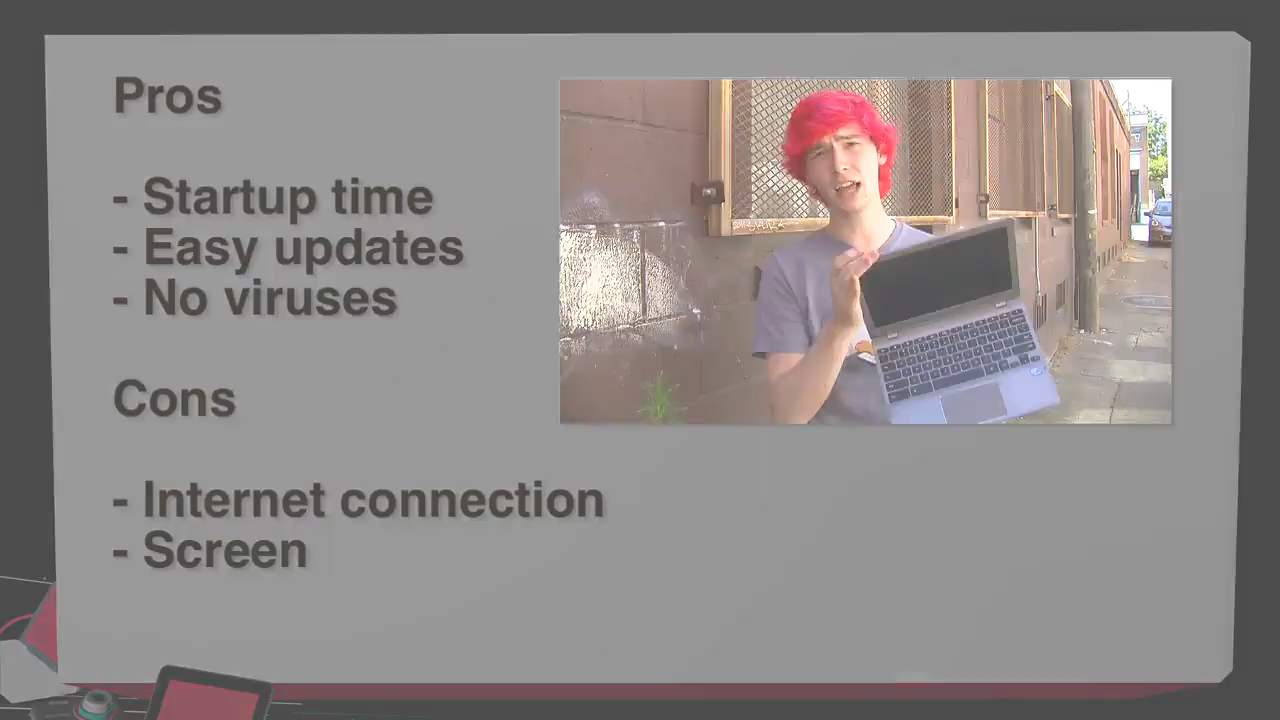 Pros
- Startup time
- Easy updates
- No viruses
Cons
- Internet connection
- Screen